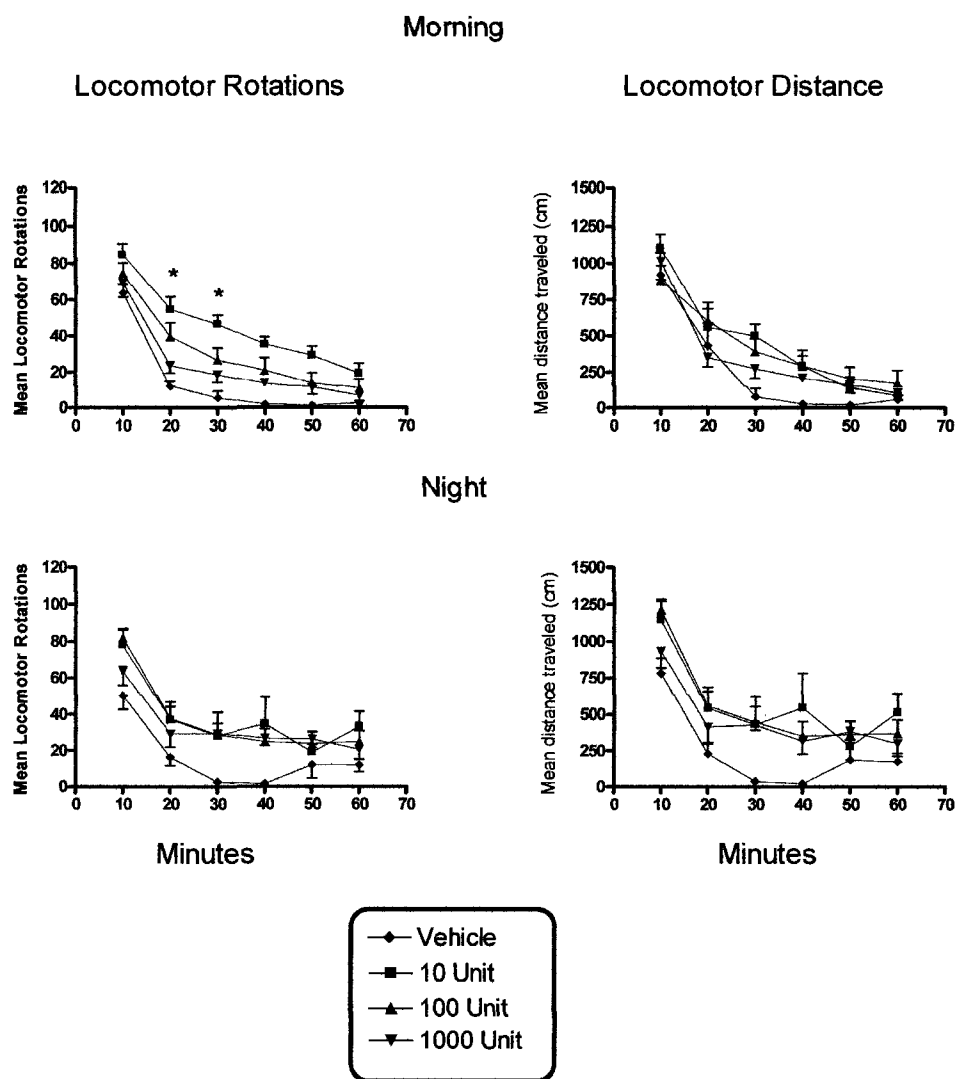 Morning
Locomotor Rotations
Locomotor Distance
Mean Locomotor Rotations
120
100
80
60
40
20
0
*
*
0 10 20 30 40 50 60 70
Mean distance traveled (cm)
1500
1250
1000
750
500
250
0
0 10 20 30 40 50 60 70
Night
Mean Locomotor Rotations
120
100
80
60
40
20
0
0 10 20 30 40 50 60 70
Minutes
Mean distance traveled (cm)
1500
1250
1000
750
500
250
0
0 10 20 30 40 50 60 70
Minutes
Vehicle
10 Unit
100 Unit
1000 Unit